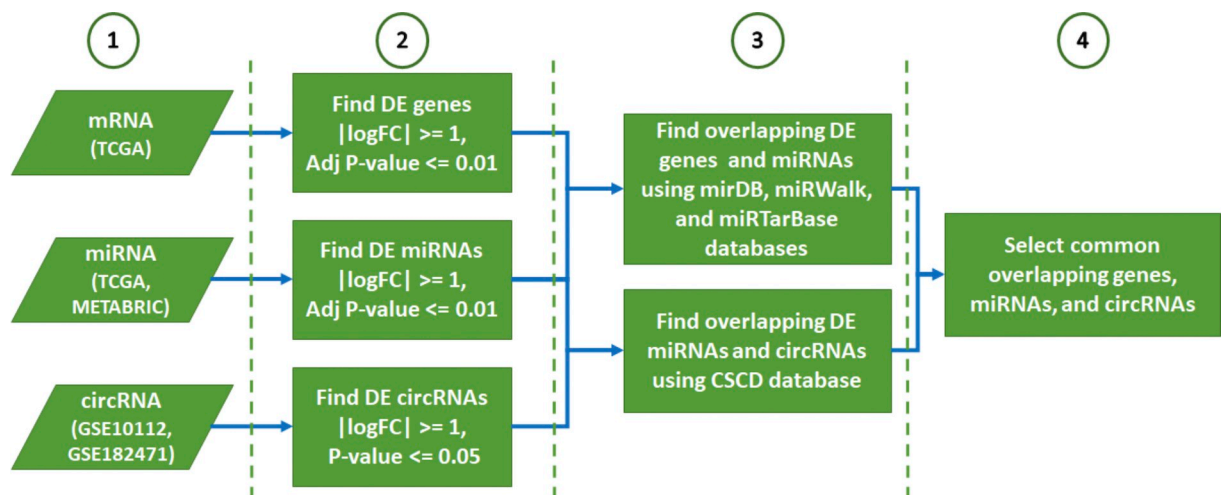 1
2
3
4
mRNA
(TCGA)
miRNA
(TCGA,
METABRIC)
circRNA
(GSE10112,
GSE182471)
Find DE genes
|logFC| >= 1,
Adj P-value <= 0.01
Find DE miRNAs
|logFC| >= 1,
Adj P-value <= 0.01
Find DE circRNAs
|logFC| >= 1,
P-value <= 0.05
Find overlapping DE
genes and miRNAs
using mirDB, miRWalk,
and miRTarBase
databases
Find overlapping DE
miRNAs and circRNAs
using CSCD database
Select common
overlapping genes,
miRNAs, and circRNAs